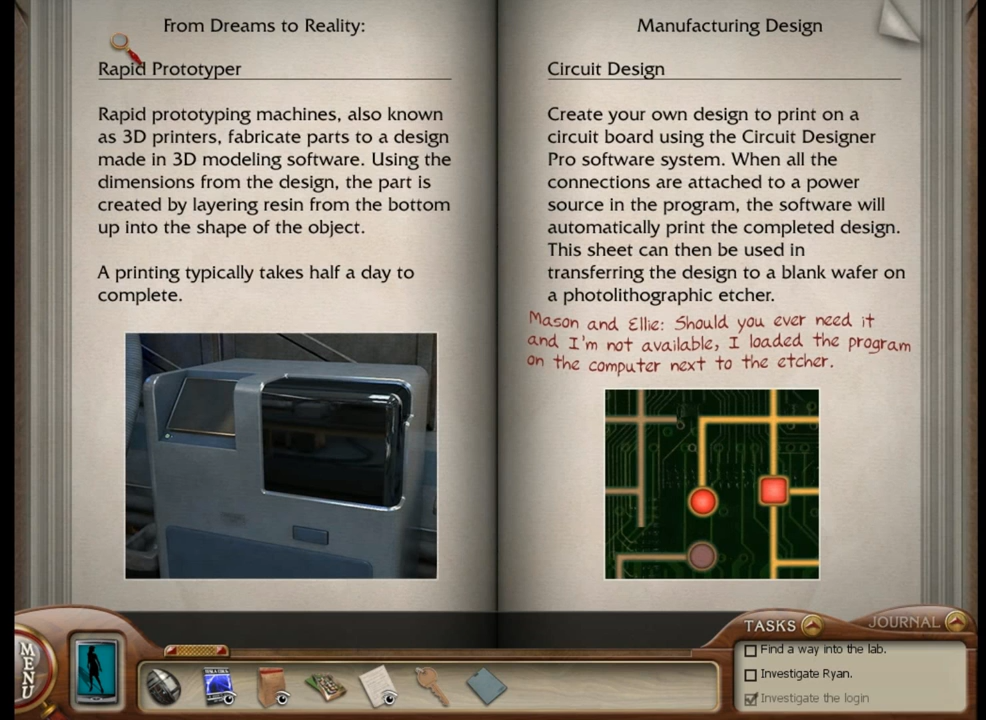 From Dreams to Reality:
Rapid Prototyper
Rapid prototyping machines, also known
as 3D printers, fabricate parts to a design
made in 3D modeling software. Using the
dimensions from the design, the part is
created by layering resin from the bottom
up into the shape of the object.
A printing typically takes half a day to
complete.
Manufacturing Design
Circuit Design
Create your own design to print on a
circuit board using the Circuit Designer
Pro software system. When all the
connections are attached to a power
source in the program, the software will
automatically print the completed design.
This sheet can then be used in
transferring the design to a blank wafer on
a photolithographic etcher.
Mason and Ellie: Should you ever need it
and I'm not available, I loaded the program
on the computer next to the etcher.
MENU
TASKS
JOURNAL
Find a way into the lab.
Investigate Ryan.
Investigate the login